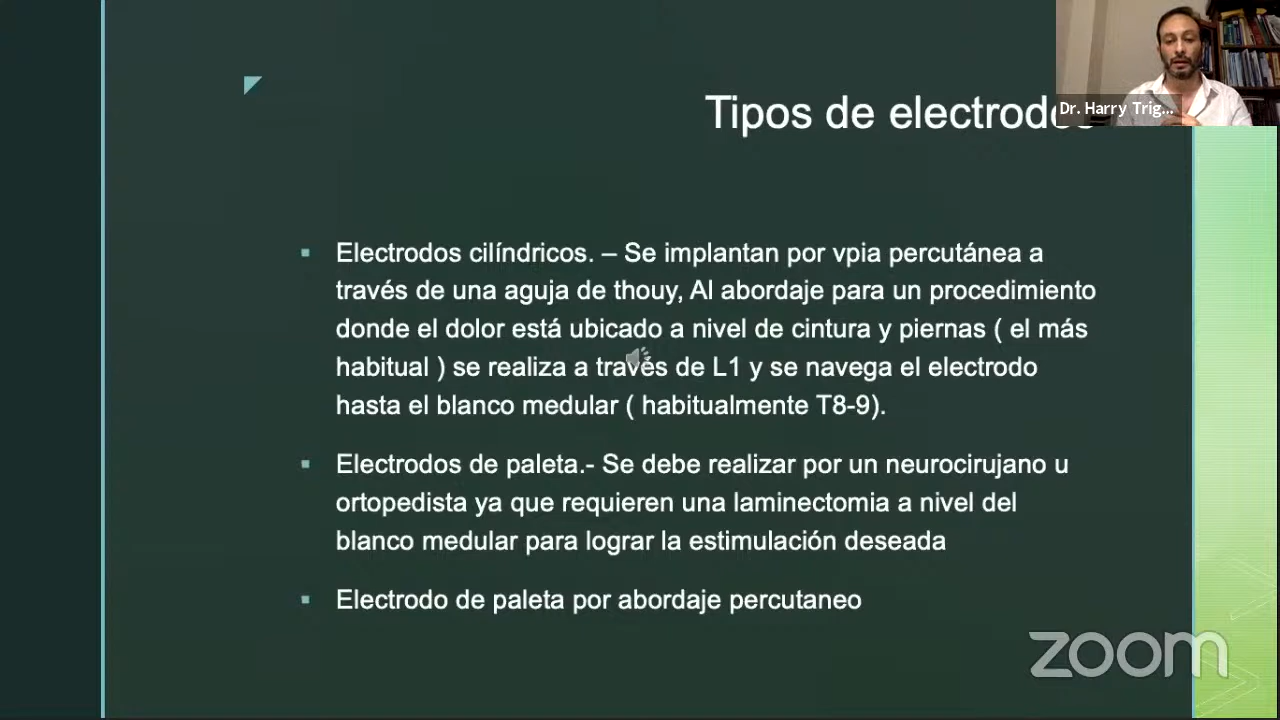 Tipos de electrodos
Dr. Harry Trig...
Electrodos cilíndricos. – Se implantan por vpia percutánea a
través de una aguja de thouy, Al abordaje para un procedimiento
donde el dolor está ubicado a nivel de cintura y piernas ( el más
habitual ) se realiza a través de L1 y se navega el electrodo
hasta el blanco medular ( habitualmente T8-9).
Electrodos de paleta.- Se debe realizar por un neurocirujano u
ortopedista ya que requieren una laminectomia a nivel del
blanco medular para lograr la estimulación deseada
Electrodo de paleta por abordaje percutaneo
zoom